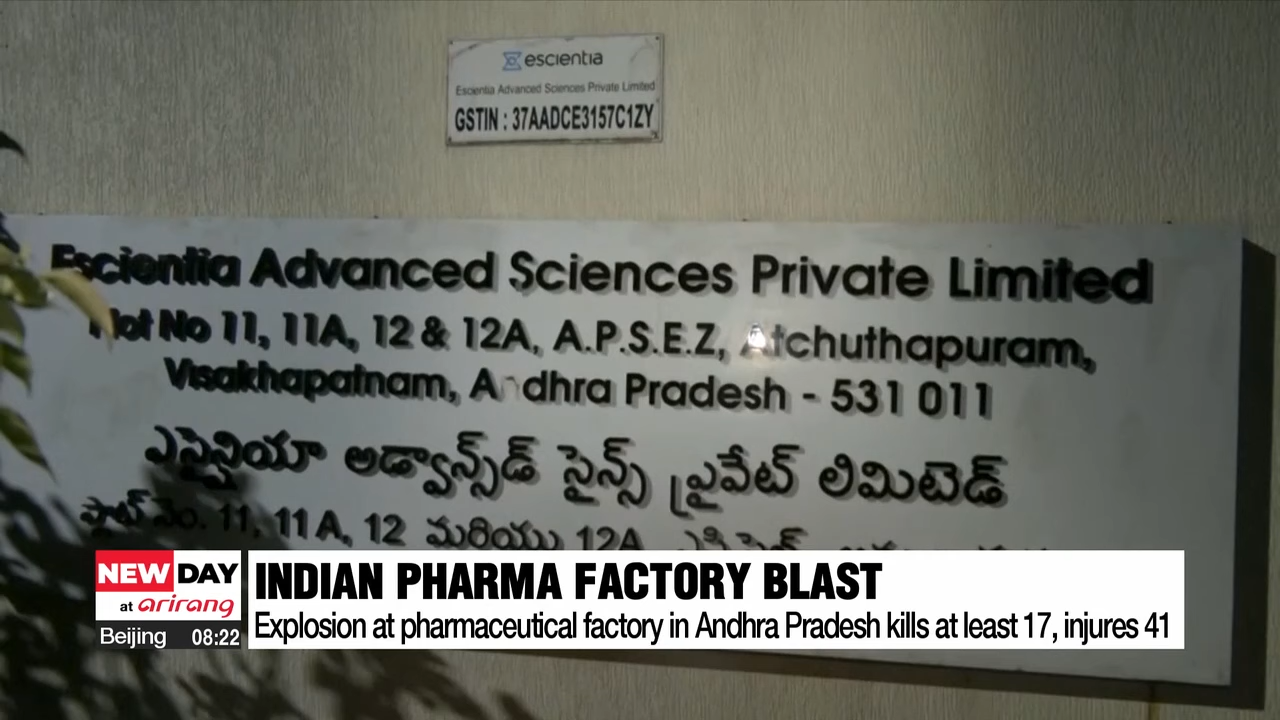 escientia
Escientia Advanced Sciences Private Limited
GSTIN : 37AADCE3157C1ZY
Escientia Advanced Sciences Private Limited
Plot No 11, 11A, 12 & 12A, A.P.S.E.Z, Atchuthapuram,
Visakhapatnam, Andhra Pradesh - 531 011
ఎస్సైన్షియా అడ్వాన్స్‌డ్ సైన్స్ ప్రైవేట్ లిమిటెడ్
ప్లాట్ నెం. 11, 11A, 12 మరియు 12A,
NEW DAY
at arirang
Beijing 08:22
INDIAN PHARMA FACTORY BLAST
Explosion at pharmaceutical factory in Andhra Pradesh kills at least 17, injures 41